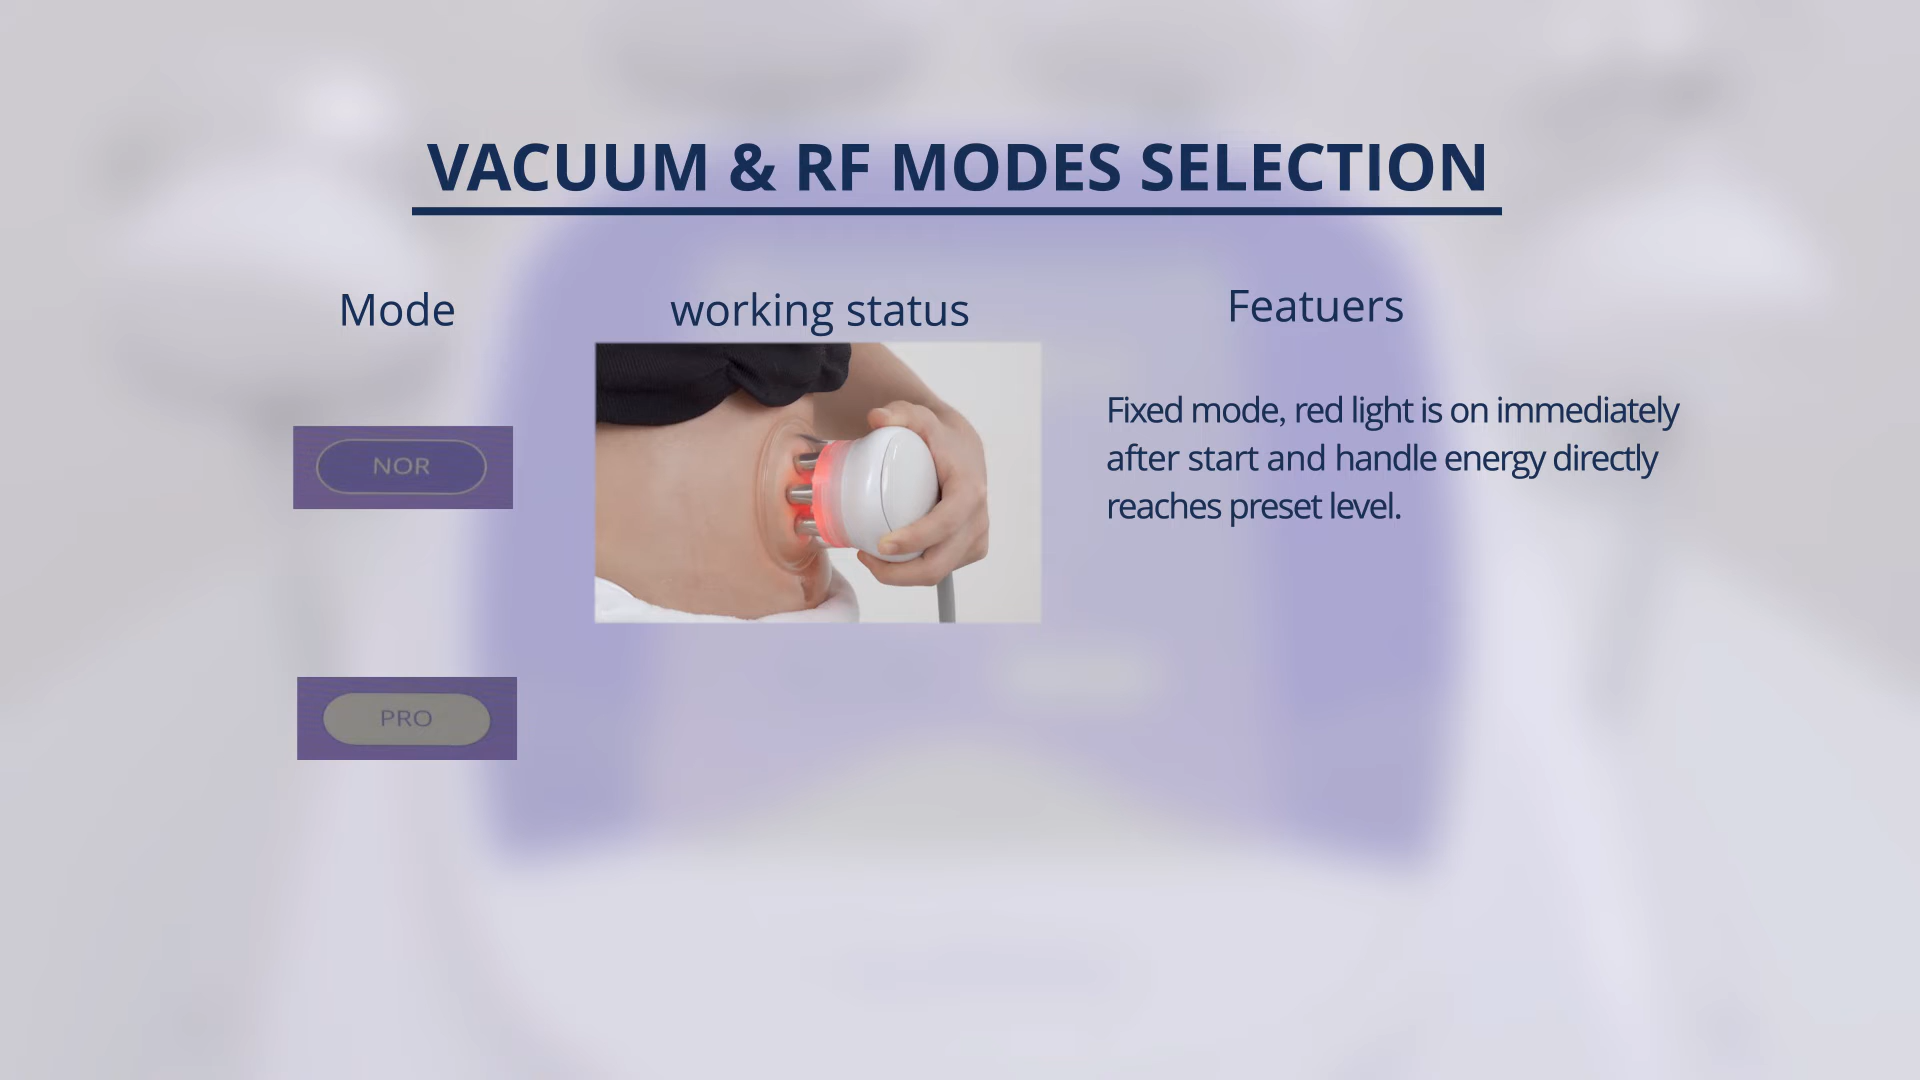 VACUUM & RF MODES SELECTION
Mode
working status
Featuers
NOR
Fixed mode, red light is on immediately
after start and handle energy directly
reaches preset level.
PRO